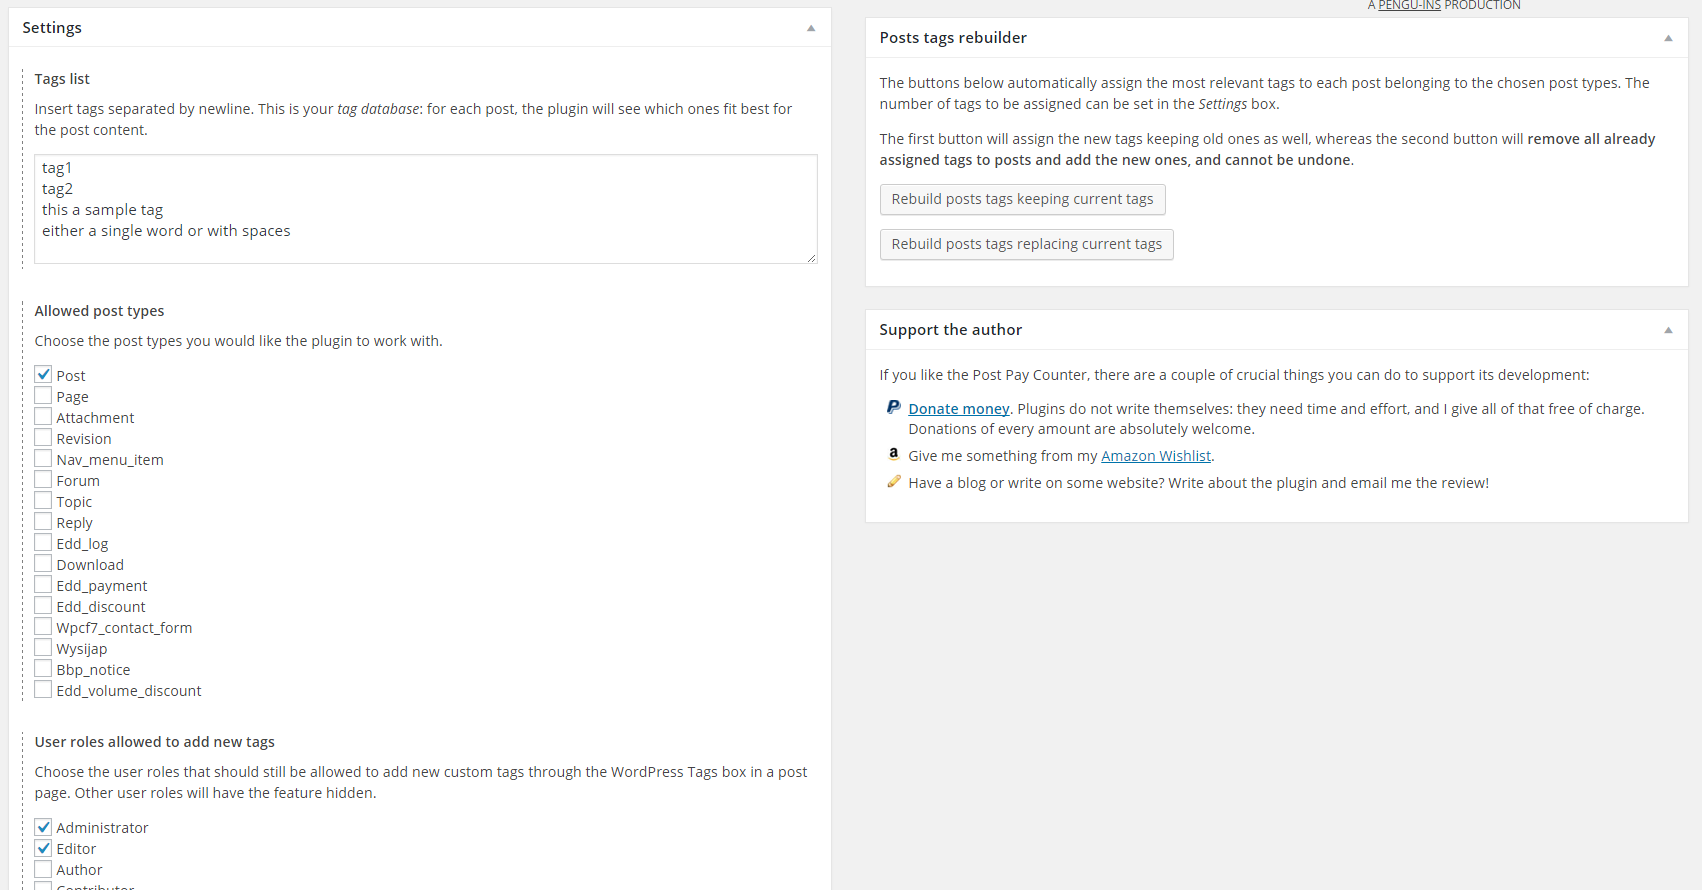 Settings
Tags list
Insert tags separated by newline. This is your tag database: for each post, the plugin will see which ones fit best for
the post content.
tag1
tag2
this a sample tag
either a single word or with spaces
Allowed post types
Choose the post types you would like the plugin to work with.
Post
Page
Attachment
Revision
Nav_menu_item
Forum
Topic
Reply
Edd_log
Download
Edd_payment
Edd_discount
Wpcf7_contact_form
Wysijap
Bbp_notice
Edd_volume_discount
User roles allowed to add new tags
Choose the user roles that should still be allowed to add new custom tags through the WordPress Tags box in a post
page. Other user roles will have the feature hidden.
Administrator
Editor
Author
Contributor
A PENGU-INS PRODUCTION
Posts tags rebuilder
The buttons below automatically assign the most relevant tags to each post belonging to the chosen post types. The
number of tags to be assigned can be set in the Settings box.
The first button will assign the new tags keeping old ones as well, whereas the second button will remove all already
assigned tags to posts and add the new ones, and cannot be undone.
Rebuild posts tags keeping current tags
Rebuild posts tags replacing current tags
Support the author
If you like the Post Pay Counter, there are a couple of crucial things you can do to support its development:
Donate money. Plugins do not write themselves: they need time and effort, and I give all of that free of charge.
Donations of every amount are absolutely welcome.
Give me something from my Amazon Wishlist.
Have a blog or write on some website? Write about the plugin and email me the review!